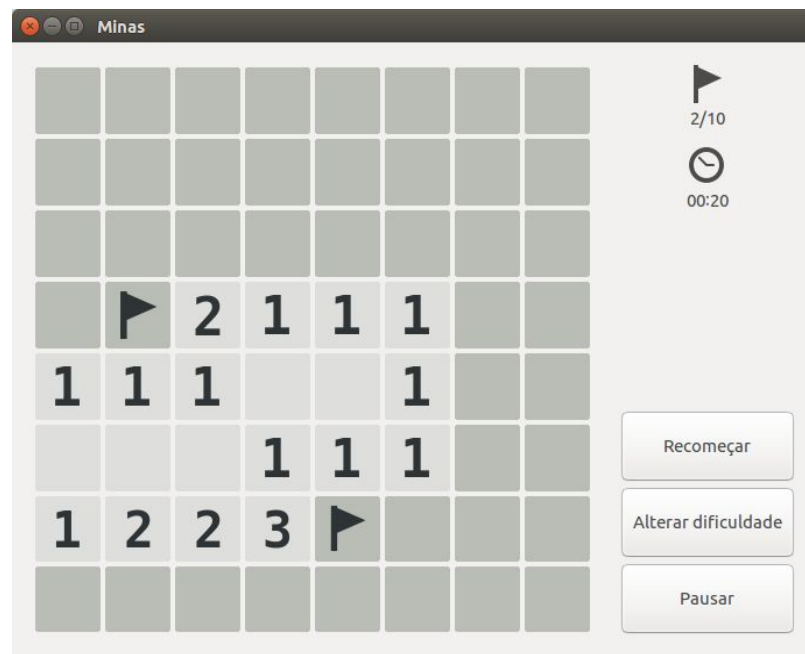 Minas
2/10
00:20
2 1 1 1
1 1 1 1
1 1 1
1 2 2 3
Recomeçar
Alterar dificuldade
Pausar